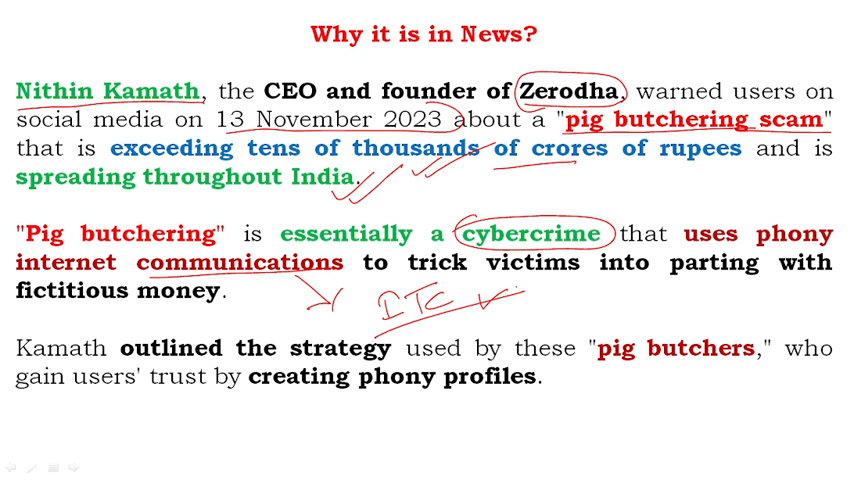 Why it is in News?
Nithin Kamath, the CEO and founder of Zerodha, warned users on
social media on 13 November 2023 about a "pig butchering scam"
that is exceeding tens of thousands of crores of rupees and is
spreading throughout India.
"Pig butchering" is essentially a cybercrime that uses phony
internet communications to trick victims into parting with
fictitious money.
ITC
Kamath outlined the strategy used by these "pig butchers," who
gain users' trust by creating phony profiles.